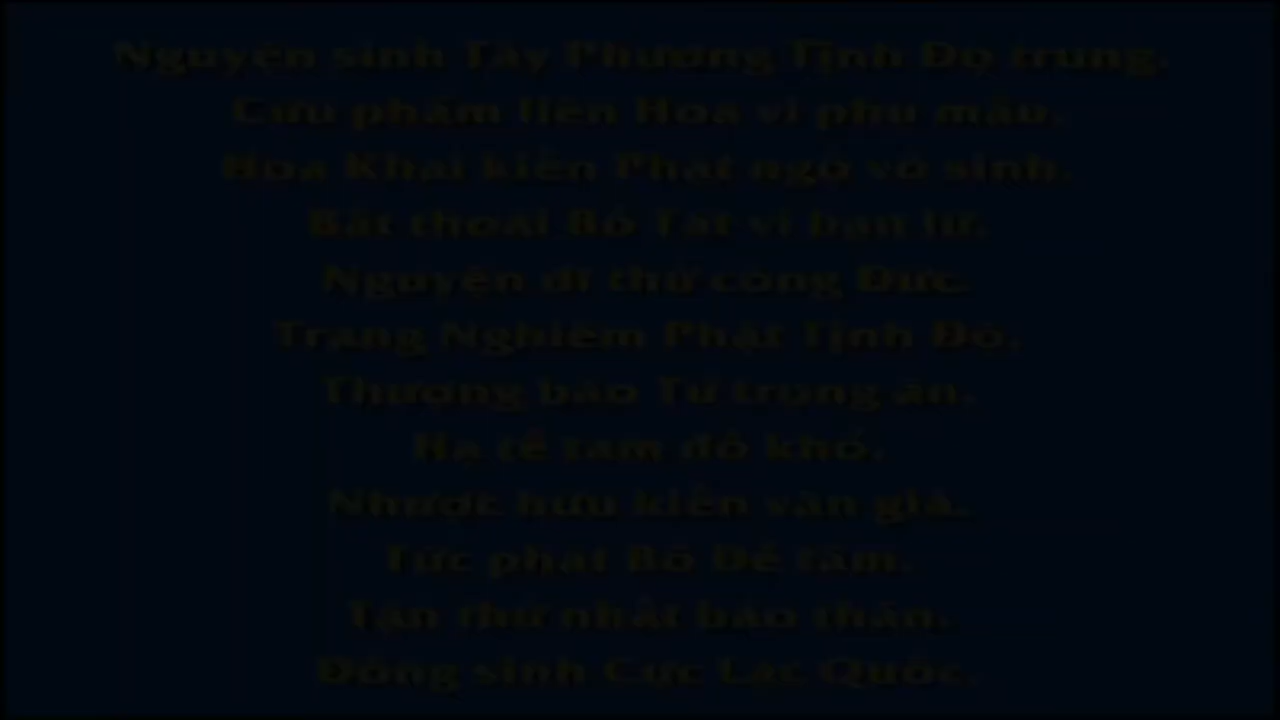 Nguyện sinh Tây Phương Tịnh Độ trung.
Cửu phẩm liên Hoa vi phụ mẫu.
Hoa Khai kiến Phật ngộ vô sinh.
Bất thoái Bồ Tát vi bạn lữ.
Nguyện dĩ thử công Đức.
Trang Nghiêm Phật Tịnh Độ.
Thượng báo Tứ trọng ân.
Hạ tế tam đồ khổ.
Nhược hữu kiến văn giả.
Tức phát Bồ Đề tâm.
Tận thử nhất báo thân.
Đồng sinh Cực Lạc Quốc.